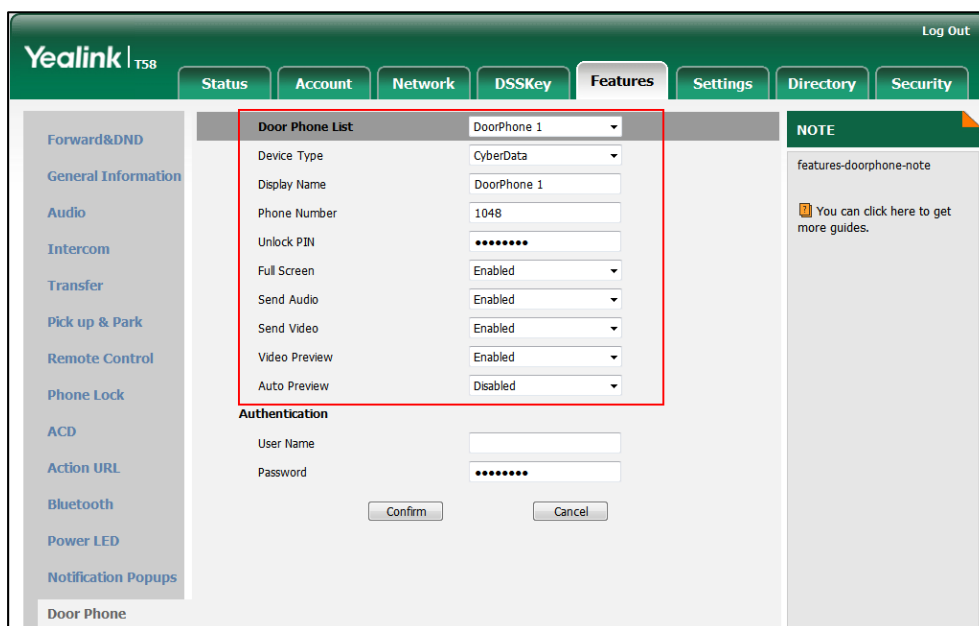 Log Out
Yealink T58
Status Account Network DSSKey Features Settings Directory Security
Forward&DND
General Information
Audio
Intercom
Transfer
Pick up & Park
Remote Control
Phone Lock
ACD
Action URL
Bluetooth
Power LED
Notification Popups
Door Phone
Door Phone List DoorPhone 1
Device Type CyberData
Display Name DoorPhone 1
Phone Number 1048
Unlock PIN ••••••••
Full Screen Enabled
Send Audio Enabled
Send Video Enabled
Video Preview Enabled
Auto Preview Disabled
Authentication
User Name
Password ••••••••
Confirm Cancel
NOTE
features-doorphone-note
You can click here to get
more guides.